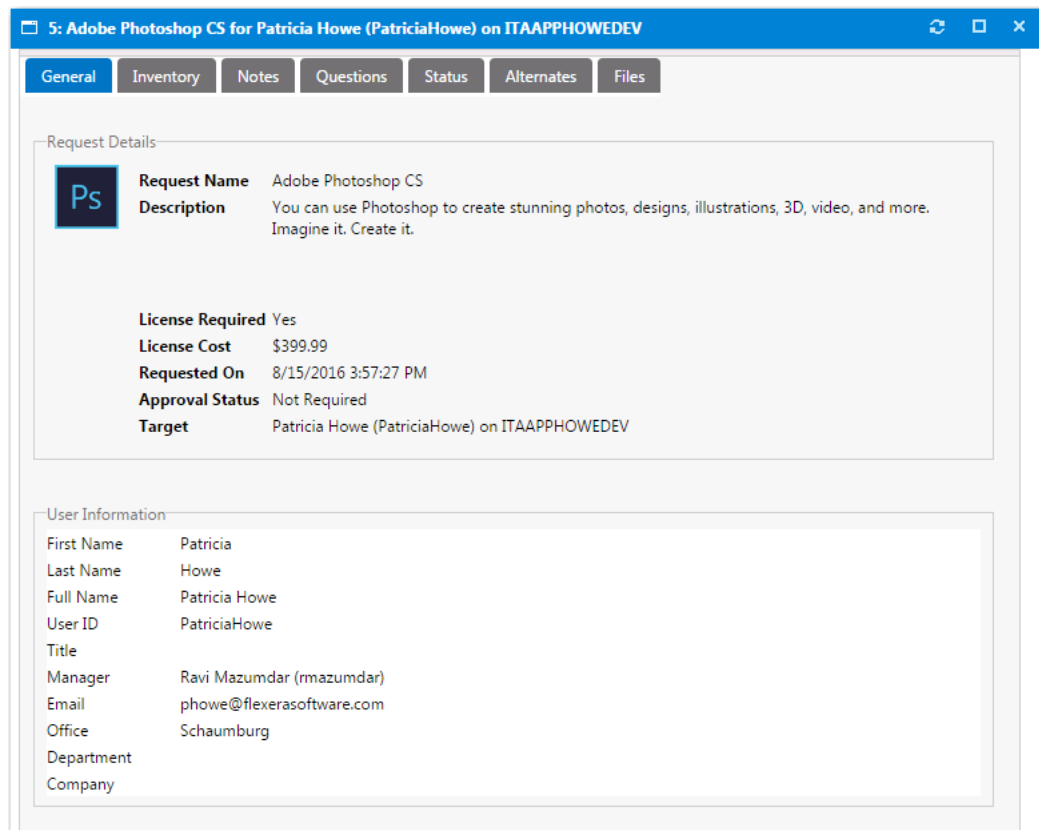 5: Adobe Photoshop CS for Patricia Howe (PatriciaHowe) on ITAAPPHOWEDEV
General Inventory Notes Questions Status Alternates Files
Request Details
Ps
Request Name Adobe Photoshop CS
Description You can use Photoshop to create stunning photos, designs, illustrations, 3D, video, and more.
Imagine it. Create it.
License Required Yes
License Cost $399.99
Requested On 8/15/2016 3:57:27 PM
Approval Status Not Required
Target Patricia Howe (PatriciaHowe) on ITAAPPHOWEDEV
User Information
First Name Patricia
Last Name Howe
Full Name Patricia Howe
User ID PatriciaHowe
Title
Manager Ravi Mazumdar (rmazumdar)
Email phowe@flexerasoftware.com
Office Schaumburg
Department
Company